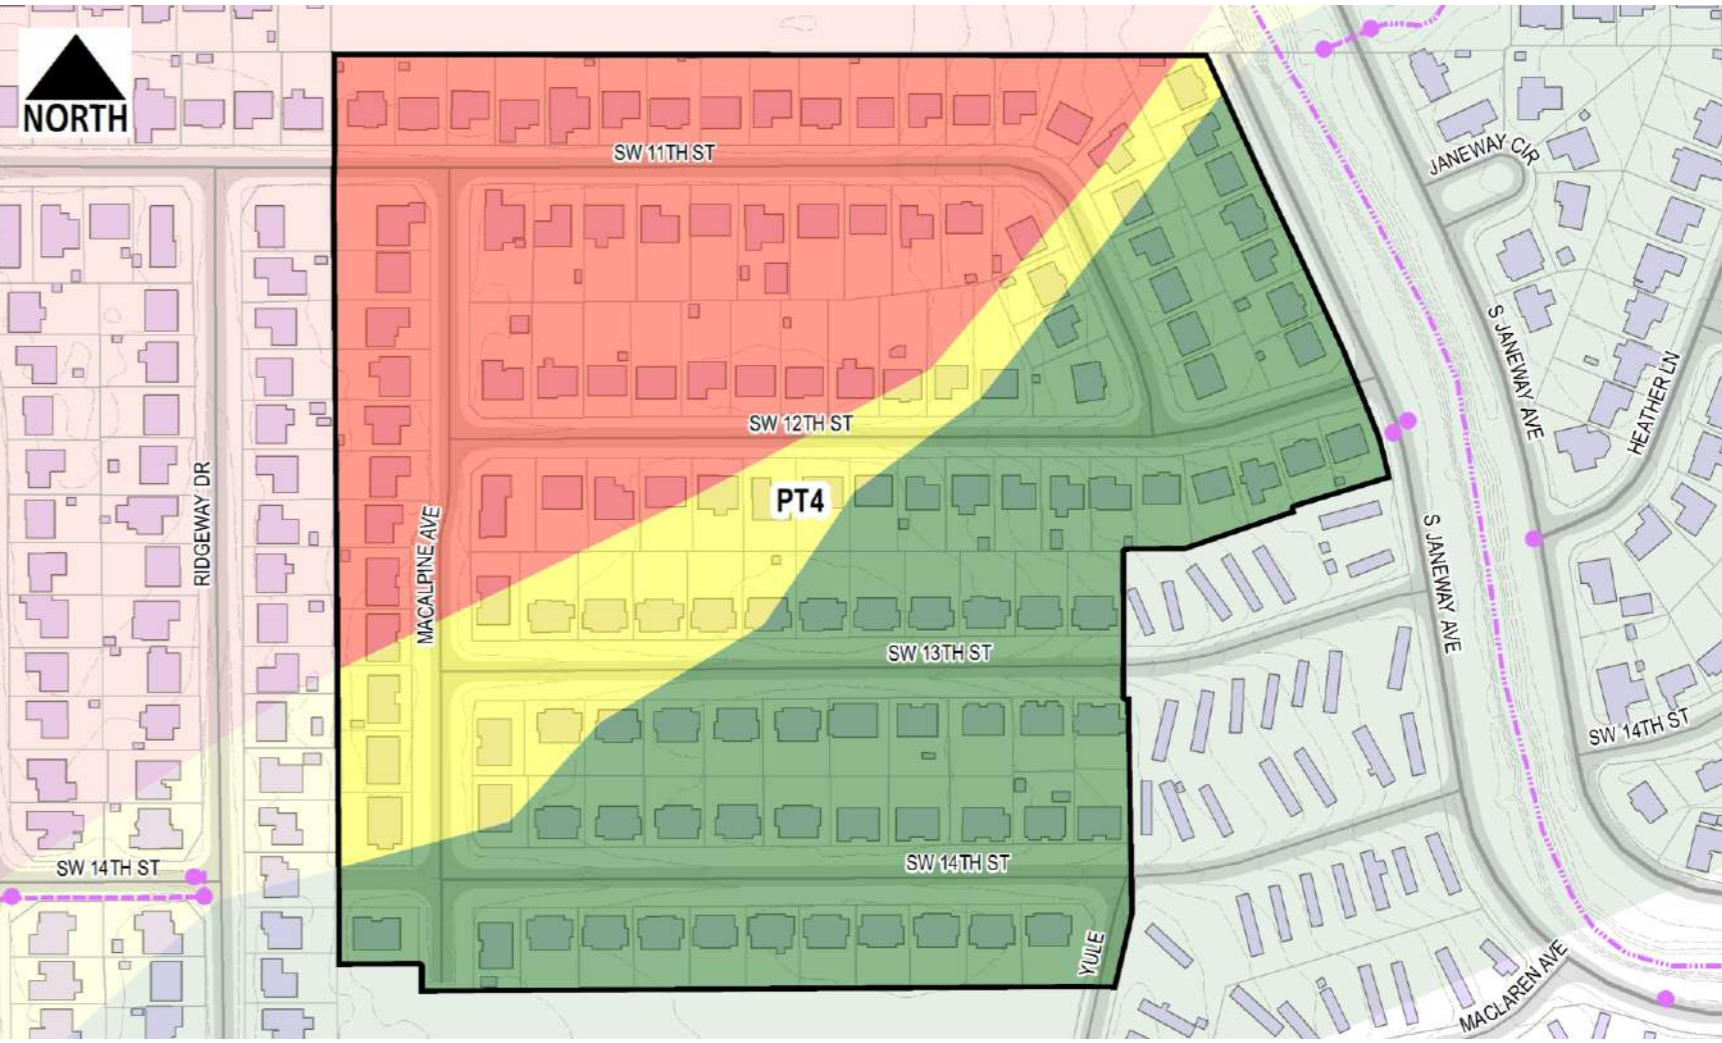 NORTH
SW 11TH ST
JANEWAY CIR
S JANEWAY AVE
HEATHER LN
SW 12TH ST
RIDGEWAY DR
MACALPINE AVE
PT4
S JANEWAY AVE
SW 13TH ST
SW 14TH ST
SW 14TH ST
SW 14TH ST
YULE
MACLAREN AVE